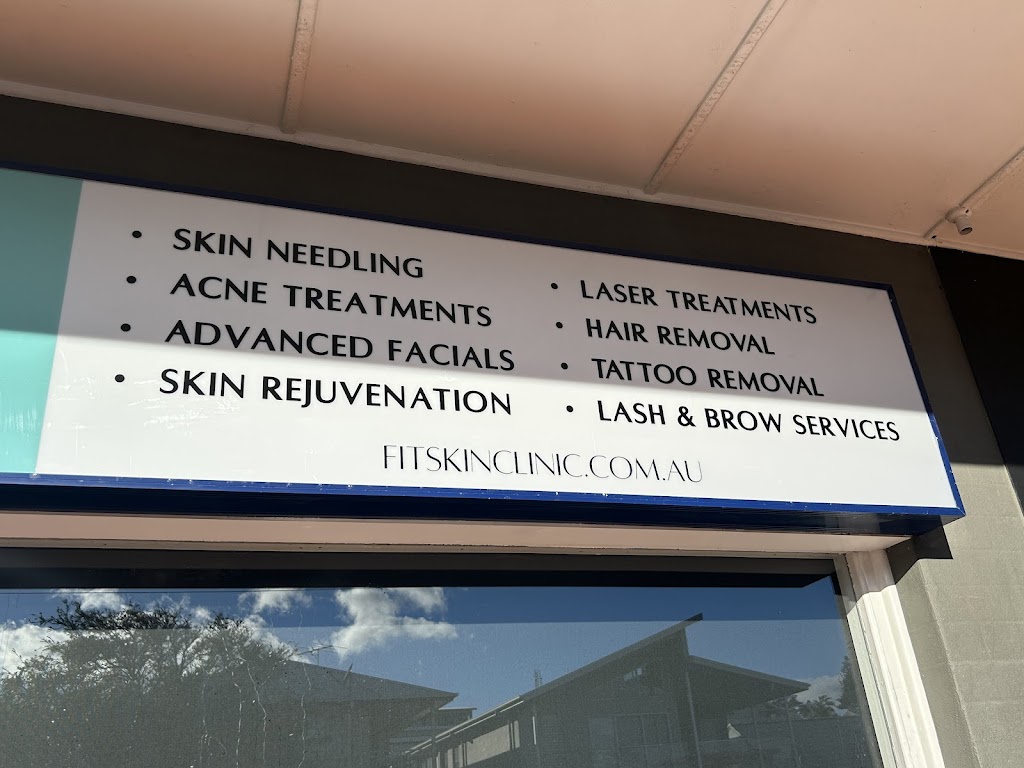 • SKIN NEEDLING
• ACNE TREATMENTS
• ADVANCED FACIALS
• SKIN REJUVENATION
• LASER TREATMENTS
• HAIR REMOVAL
• TATTOO REMOVAL
• LASH & BROW SERVICES
FITSKINCLINIC.COM.AU